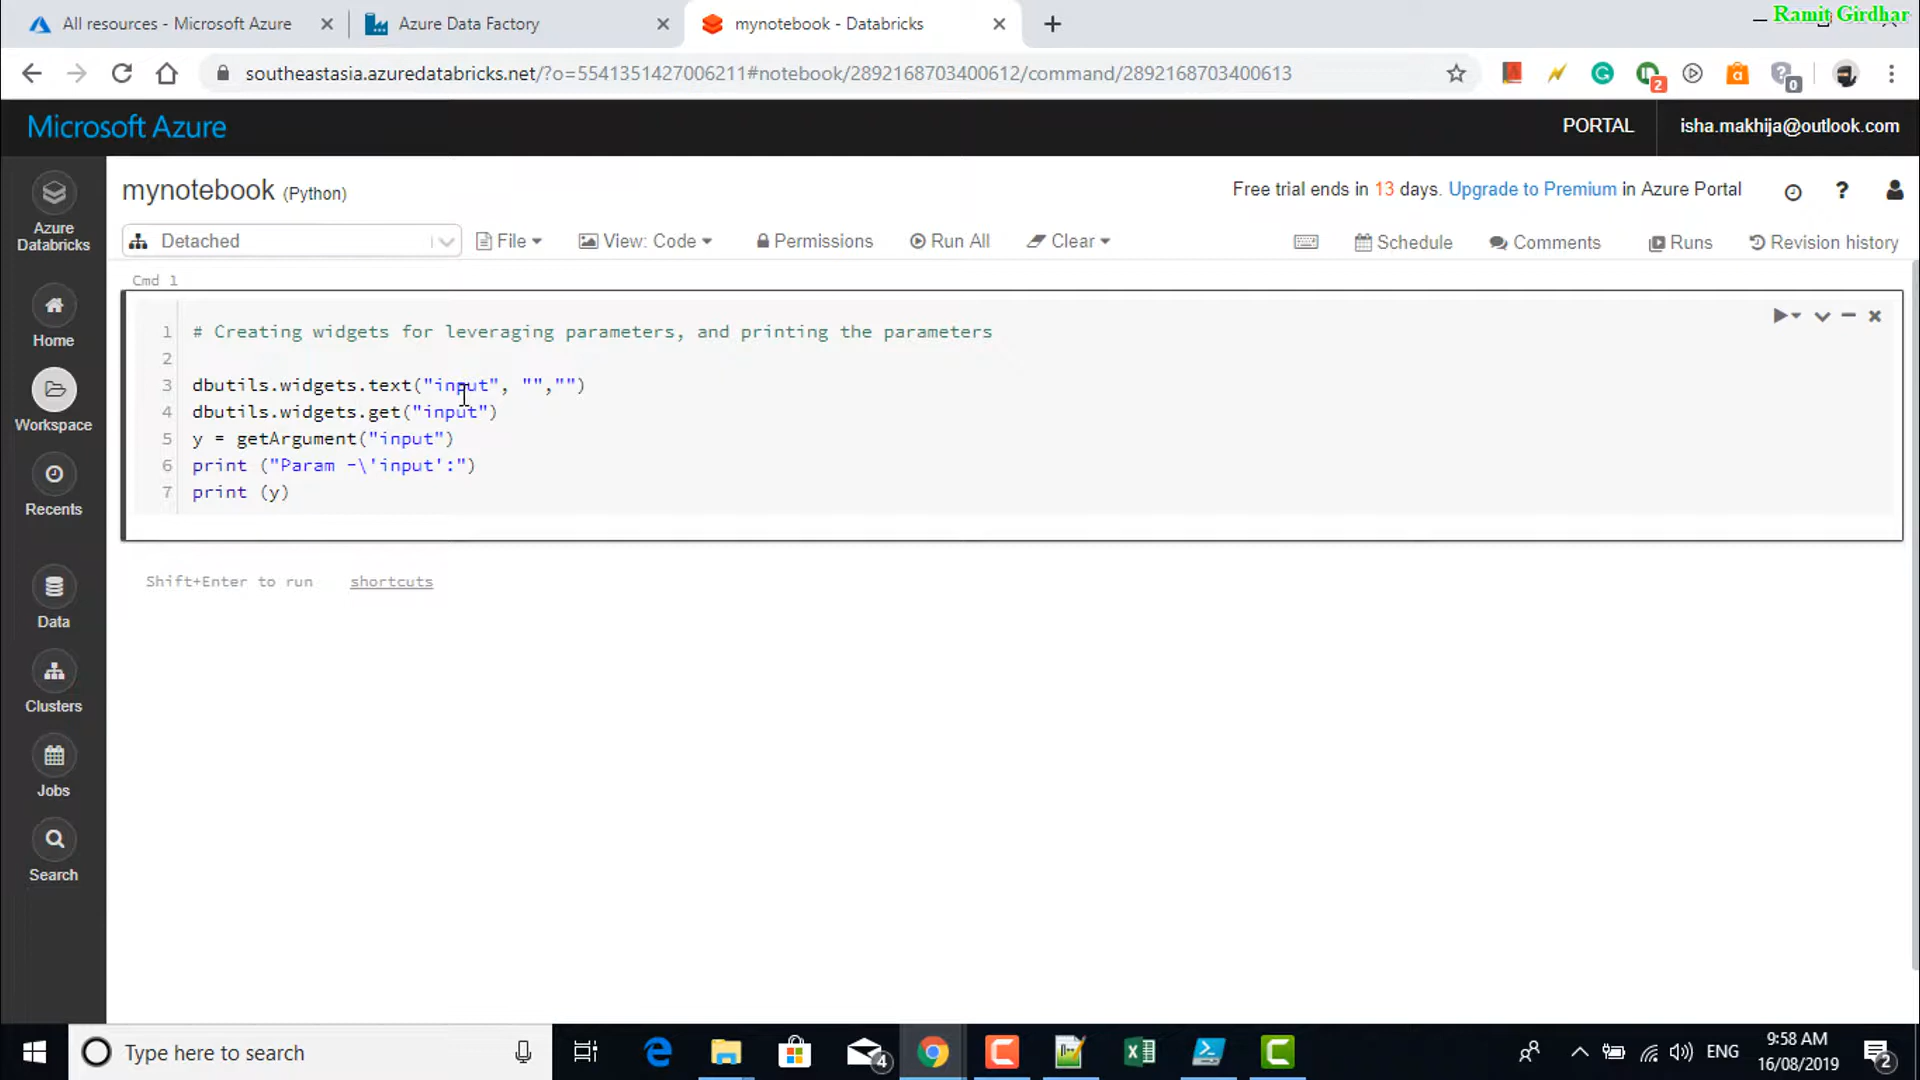 All resources - Microsoft Azure
Azure Data Factory
mynotebook - Databricks
Ramit Girdhar
southeastasia.azuredatabricks.net/?o=5541351427006211#notebook/2892168703400612/command/2892168703400613
2
0
Microsoft Azure
PORTAL
isha.makhija@outlook.com
Azure
Databricks
Home
Workspace
Recents
Data
Clusters
Jobs
Search
mynotebook (Python)
Free trial ends in 13 days. Upgrade to Premium in Azure Portal
?
Detached
File
View: Code
Permissions
Run All
Clear
Schedule
Comments
Runs
Revision history
Cmd 1
1 # Creating widgets for leveraging parameters, and printing the parameters
2
3 dbutils.widgets.text("input", "","")
4 dbutils.widgets.get("input")
5 y = getArgument("input")
6 print ("Param -\'input':")
7 print (y)
Shift+Enter to run shortcuts
Type here to search
4
ENG
9:58 AM
16/08/2019
2